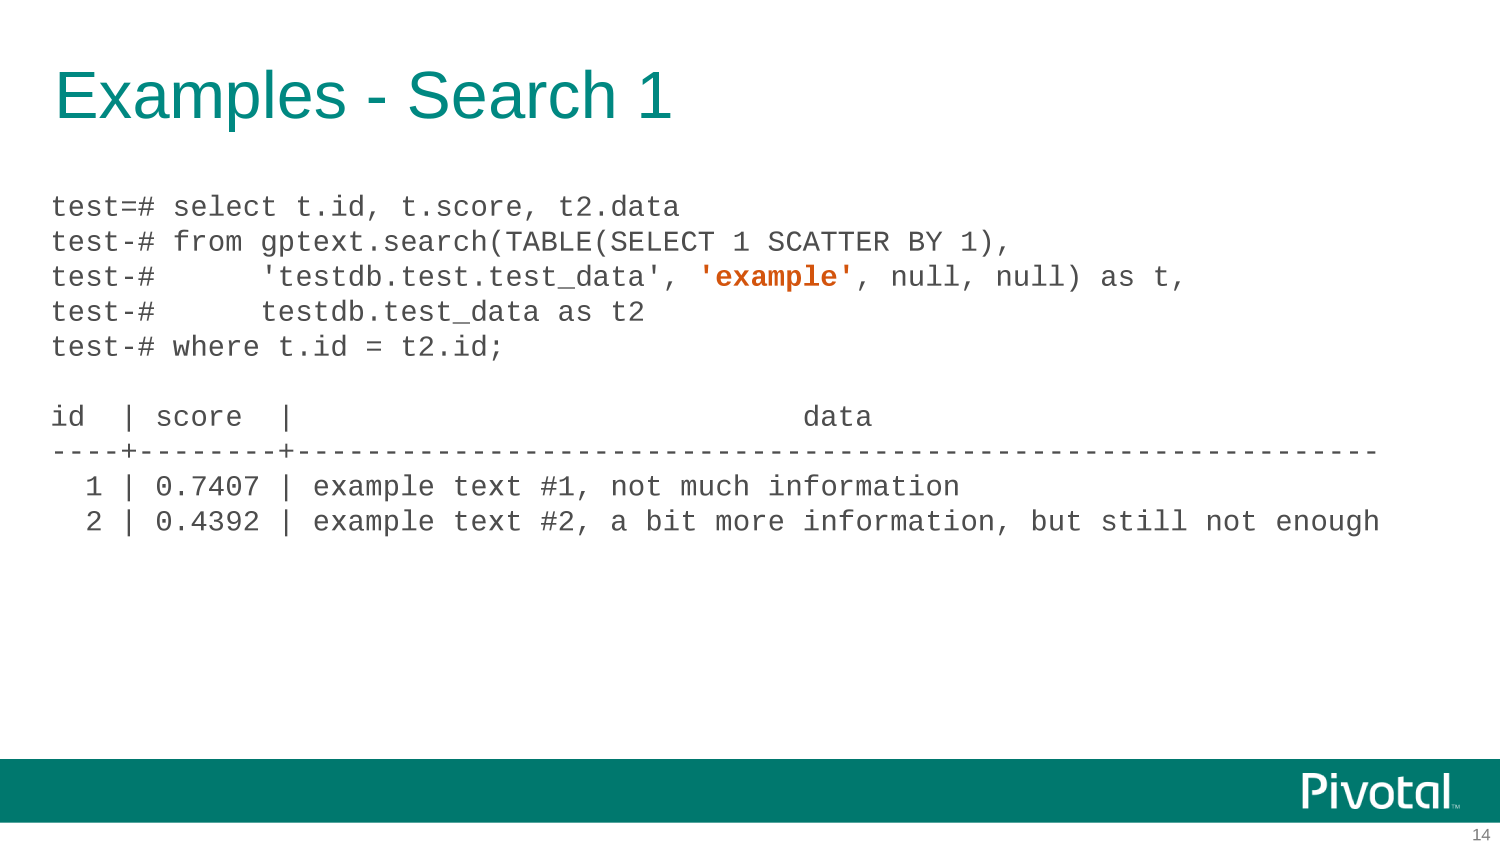 Examples - Search 1
test=# select t.id, t.score, t2.data
test-# from gptext.search(TABLE(SELECT 1 SCATTER BY 1),
test-#      'testdb.test.test_data', 'example', null, null) as t,
test-#      testdb.test_data as t2
test-# where t.id = t2.id;
id  | score  |                             data
----+--------+--------------------------------------------------------------
  1 | 0.7407 | example text #1, not much information
  2 | 0.4392 | example text #2, a bit more information, but still not enough
Pivotal™
14